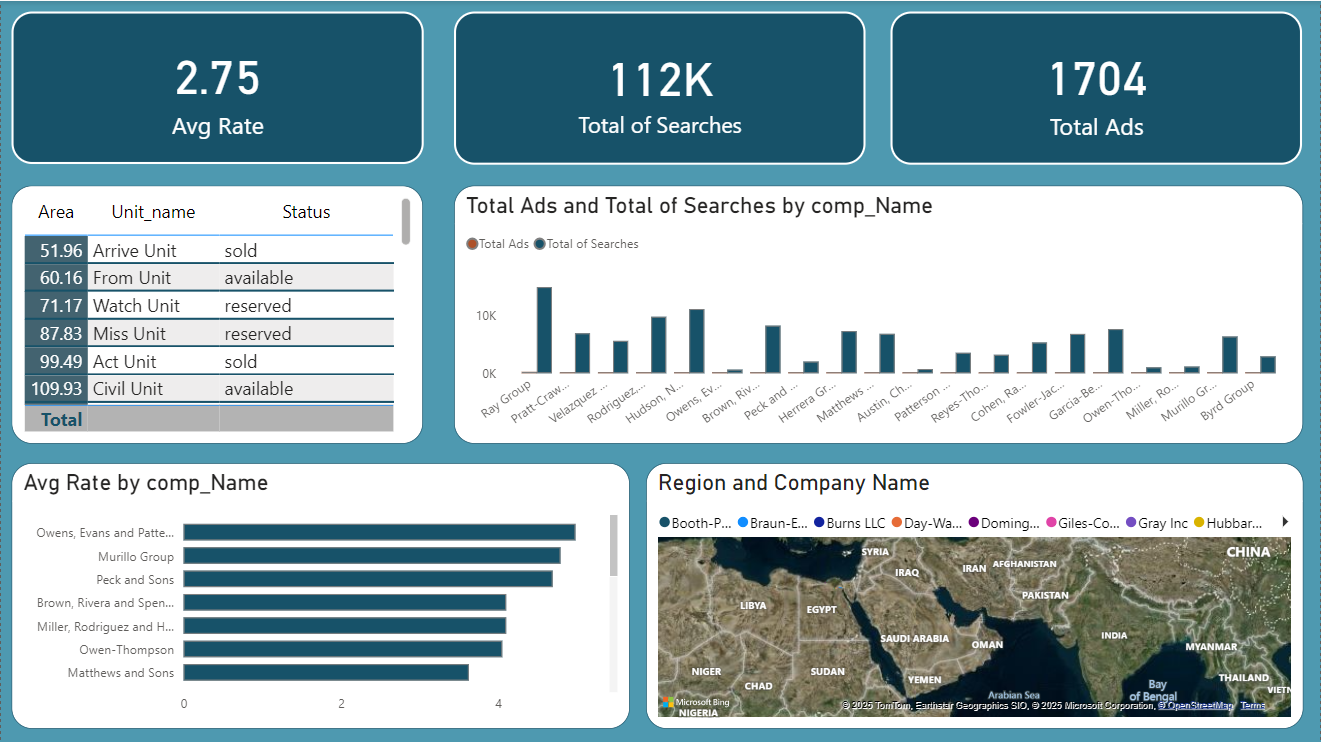 2.75
Avg Rate
112K
Total of Searches
1704
Total Ads
Area Unit_name Status
51.96 Arrive Unit sold
60.16 From Unit available
71.17 Watch Unit reserved
87.83 Miss Unit reserved
99.49 Act Unit sold
109.93 Civil Unit available
Total
Total Ads and Total of Searches by comp_Name
Total Ads Total of Searches
10K
0K
Ray Group
Pratt-Craw...
Velazquez ...
Rodriguez,...
Hudson, N...
Owens, Ev...
Brown, Riv...
Peck and ...
Herrera Gr...
Matthews ...
Austin, Ch...
Patterson ...
Reyes-Tho...
Cohen, Ra...
Fowler-Jac...
Garcia-Be...
Owen-Tho...
Miller, Ro...
Murillo Gr...
Byrd Group
Avg Rate by comp_Name
Owens, Evans and Patte...
Murillo Group
Peck and Sons
Brown, Rivera and Spen...
Miller, Rodriguez and H...
Owen-Thompson
Matthews and Sons
0 2 4
Region and Company Name
Booth-P... Braun-E... Burns LLC Day-Wa... Doming... Giles-Co... Gray Inc Hubbar...
SYRIA
CHINA
IRAQ
IRAN
AFGHANISTAN
PAKISTAN
LIBYA
EGYPT
SAUDI ARABIA
OMAN
INDIA
MYANMAR
NIGER
CHAD
SUDAN
YEMEN
THAILAND
VIETN
Arabian Sea
Bay
of Bengal
NIGERIA
Microsoft Bing
© 2025 TomTom, Earthstar Geographics SIO, © 2025 Microsoft Corporation, © OpenStreetMap Terms